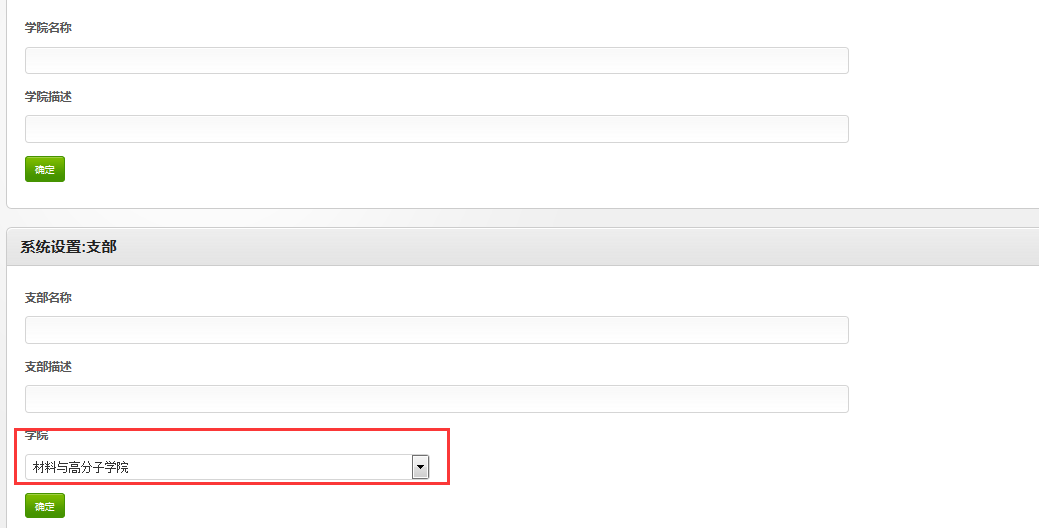 学院名称
学院描述
确定
系统设置:支部
支部名称
支部描述
学院
材料与高分子学院
确定